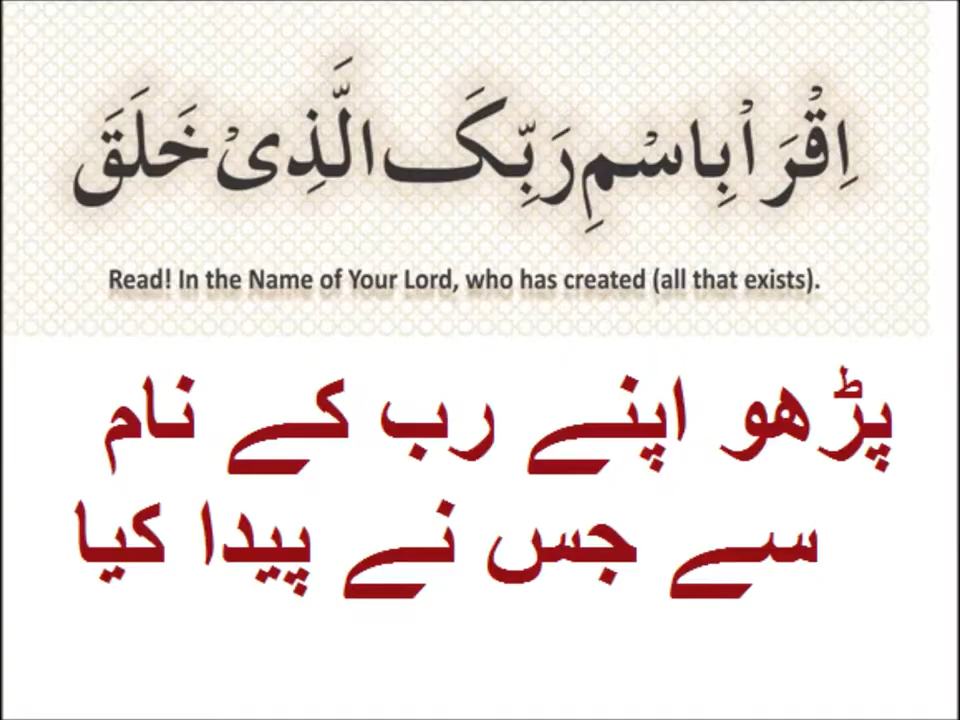 اِقْرَاْ بِاسْمِ رَبِّکَ الَّذِیْ خَلَقَ
Read! In the Name of Your Lord, who has created (all that exists).
پڑھو اپنے رب کے نام
سے جس نے پیدا کیا